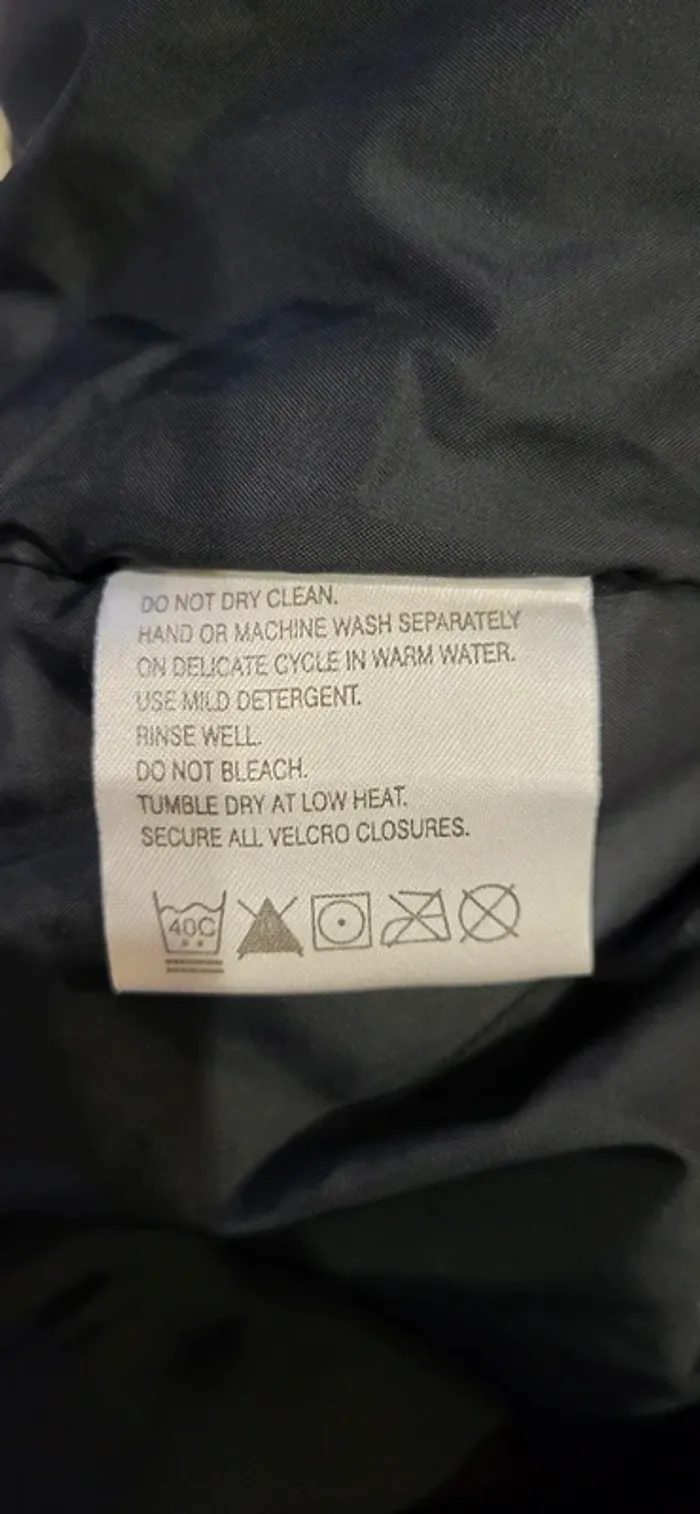 DO NOT DRY CLEAN.
HAND OR MACHINE WASH SEPARATELY
ON DELICATE CYCLE IN WARM WATER.
USE MILD DETERGENT.
RINSE WELL.
DO NOT BLEACH.
TUMBLE DRY AT LOW HEAT.
SECURE ALL VELCRO CLOSURES.
40C